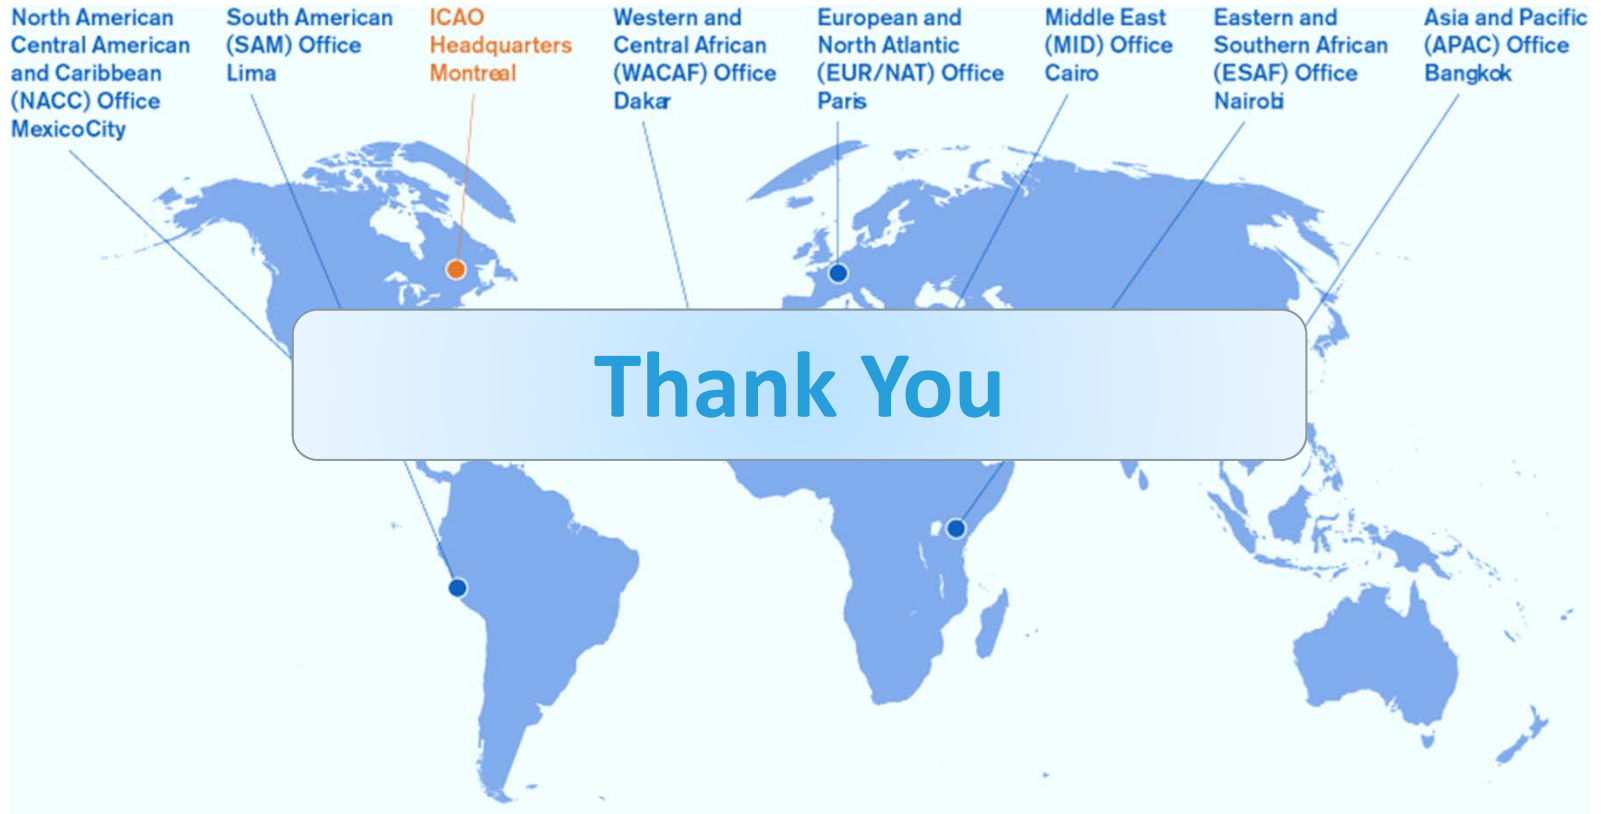 North American
Central American
and Caribbean
(NACC) Office
MexicoCity
South American
(SAM) Office
Lima
ICAO
Headquarters
Montreal
Western and
Central African
(WACAF) Office
Dakar
European and
North Atlantic
(EUR/NAT) Office
Paris
Middle East
(MID) Office
Cairo
Eastern and
Southern African
(ESAF) Office
Nairobi
Asia and Pacific
(APAC) Office
Bangkok
Thank You